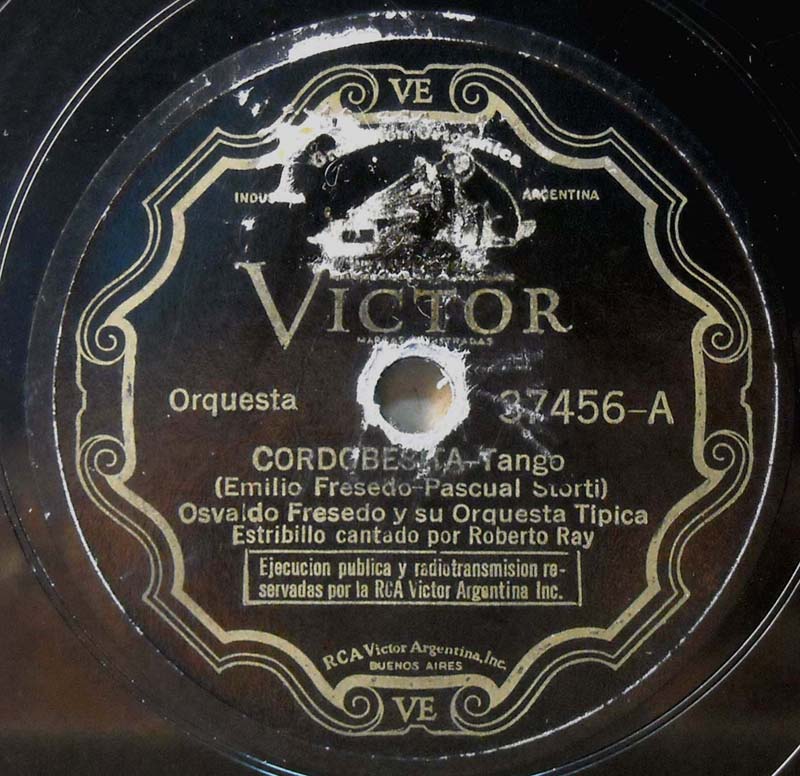 VE
INDUS
ARGENTINA
VICTOR
Orquesta
37456-A
CORDOBESITA-Tango
(Emilio Fresedo-Pascual Storti)
Osvaldo Fresedo y su Orquesta Tipica
Estribillo cantado por Roberto Ray
Ejecucion publica y radiotransmision re-
servadas por la RCA Victor Argentina Inc.
RCA Victor Argentina, Inc.
BUENOS AIRES
VE